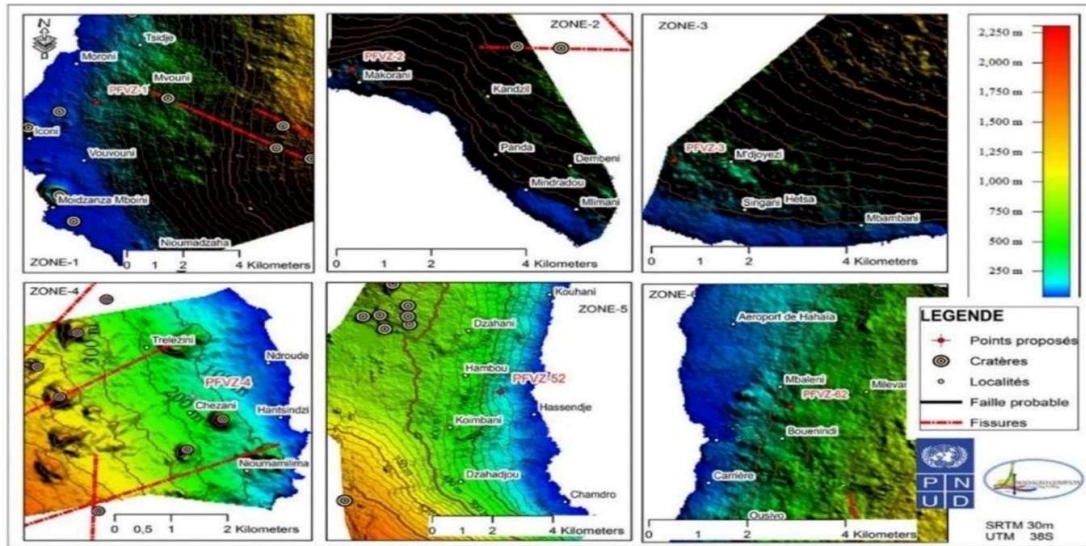 N
Tsidje
Moroni
Mvouni
PFVZ-1
Iconi
Vouvouni
Moidzanza Mboini
Nioumadzaha
ZONE-1
0 1 2 4 Kilometers
ZONE-2
PFVZ-2
Makorani
Kandzil
Panda
Dembeni
Mindradou
Mlimani
0 2 4 Kilometers
ZONE-3
PFVZ-3
M'djoyezi
Singani
Hetsa
Mbambani
0 2 4 Kilometers
2,250 m
2,000 m
1,750 m
1,500 m
1,250 m
1,000 m
750 m
500 m
250 m
ZONE-4
300 m
Trelezini
Ndroude
PFVZ-4
Chezani
Hantsindzi
Nioumamilima
0 0,5 1 2 Kilometers
Kouhani
ZONE-5
Dzahani
Hambou
PFVZ-52
Hassendje
Koimbani
Dzahadjou
Chamdro
0 2 4 Kilometers
ZONE-6
Aeroport de Hahaia
Mbaleni
PFVZ-62
Bouenindi
Carrière
Ousivo
0 2 4 Kilometers
LEGENDE
Points proposés
Cratères
Localités
Faille probable
Fissures
P N
U D
SRTM 30m
UTM 38S